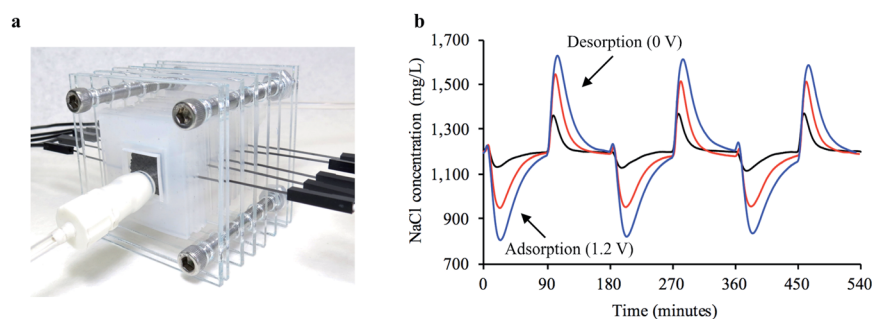 a
b
1,700
1,500
1,300
1,100
900
700
NaCl concentration (mg/L)
Desorption (0 V)
Adsorption (1.2 V)
0 90 180 270 360 450 540
Time (minutes)